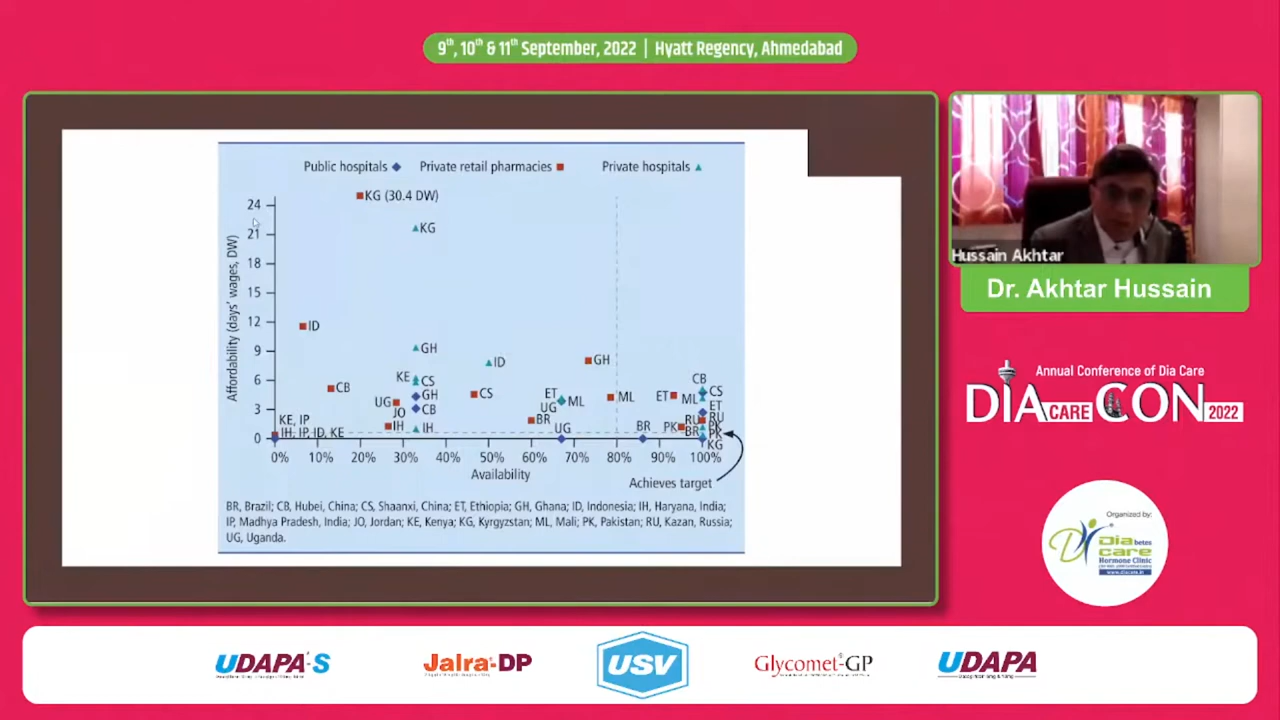 9th, 10th & 11th September, 2022 | Hyatt Regency, Ahmedabad
Public hospitals Private retail pharmacies Private hospitals
Affordability (days' wages, DW)
24
21
18
15
12
9
6
3
0
KG (30.4 DW)
KG
ID
GH
KE
CS
ID
GH
CB
UG
GH
CS
JO
CB
IH
IH
KE, IP
IH, IP, ID, KE
ET
ML
UG
BR
UG
ML
BR
ET
PK
CB
CS
ML
ET
RU
RU
PK
BR
PK
KG
0% 10% 20% 30% 40% 50% 60% 70% 80% 90% 100%
Availability
Achieves target
BR, Brazil; CB, Hubei, China; CS, Shaanxi, China; ET, Ethiopia; GH, Ghana; ID, Indonesia; IH, Haryana, India;
IP, Madhya Pradesh, India; JO, Jordan; KE, Kenya; KG, Kyrgyzstan; ML, Mali; PK, Pakistan; RU, Kazan, Russia;
UG, Uganda.
Hussain Akhtar
Dr. Akhtar Hussain
Annual Conference of Dia Care
DIA CARE CON 2022
Organized by:
Diabetes
care
Hormone Clinic
UDAPA-S
Jalra-DP
USV
Glycomet-GP
UDAPA